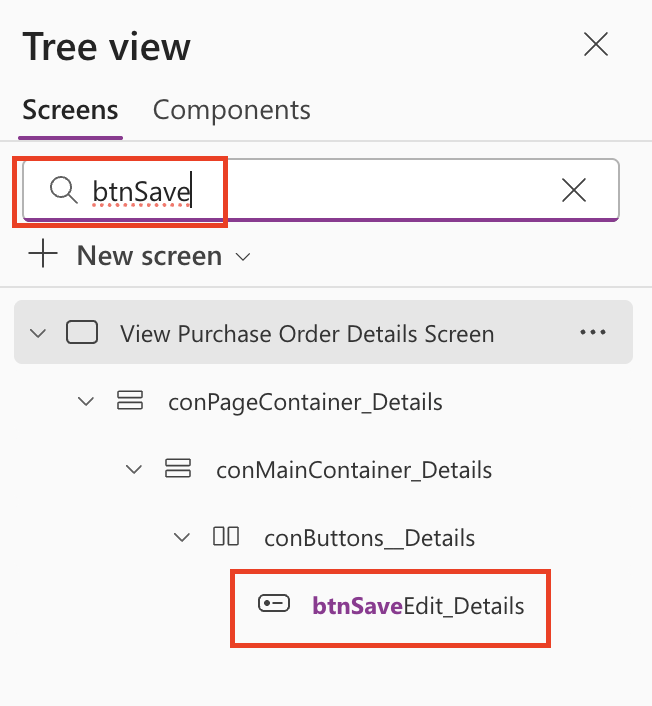 Tree view
Screens Components
btnSave
New screen
View Purchase Order Details Screen
conPageContainer_Details
conMainContainer_Details
conButtons__Details
btnSaveEdit_Details